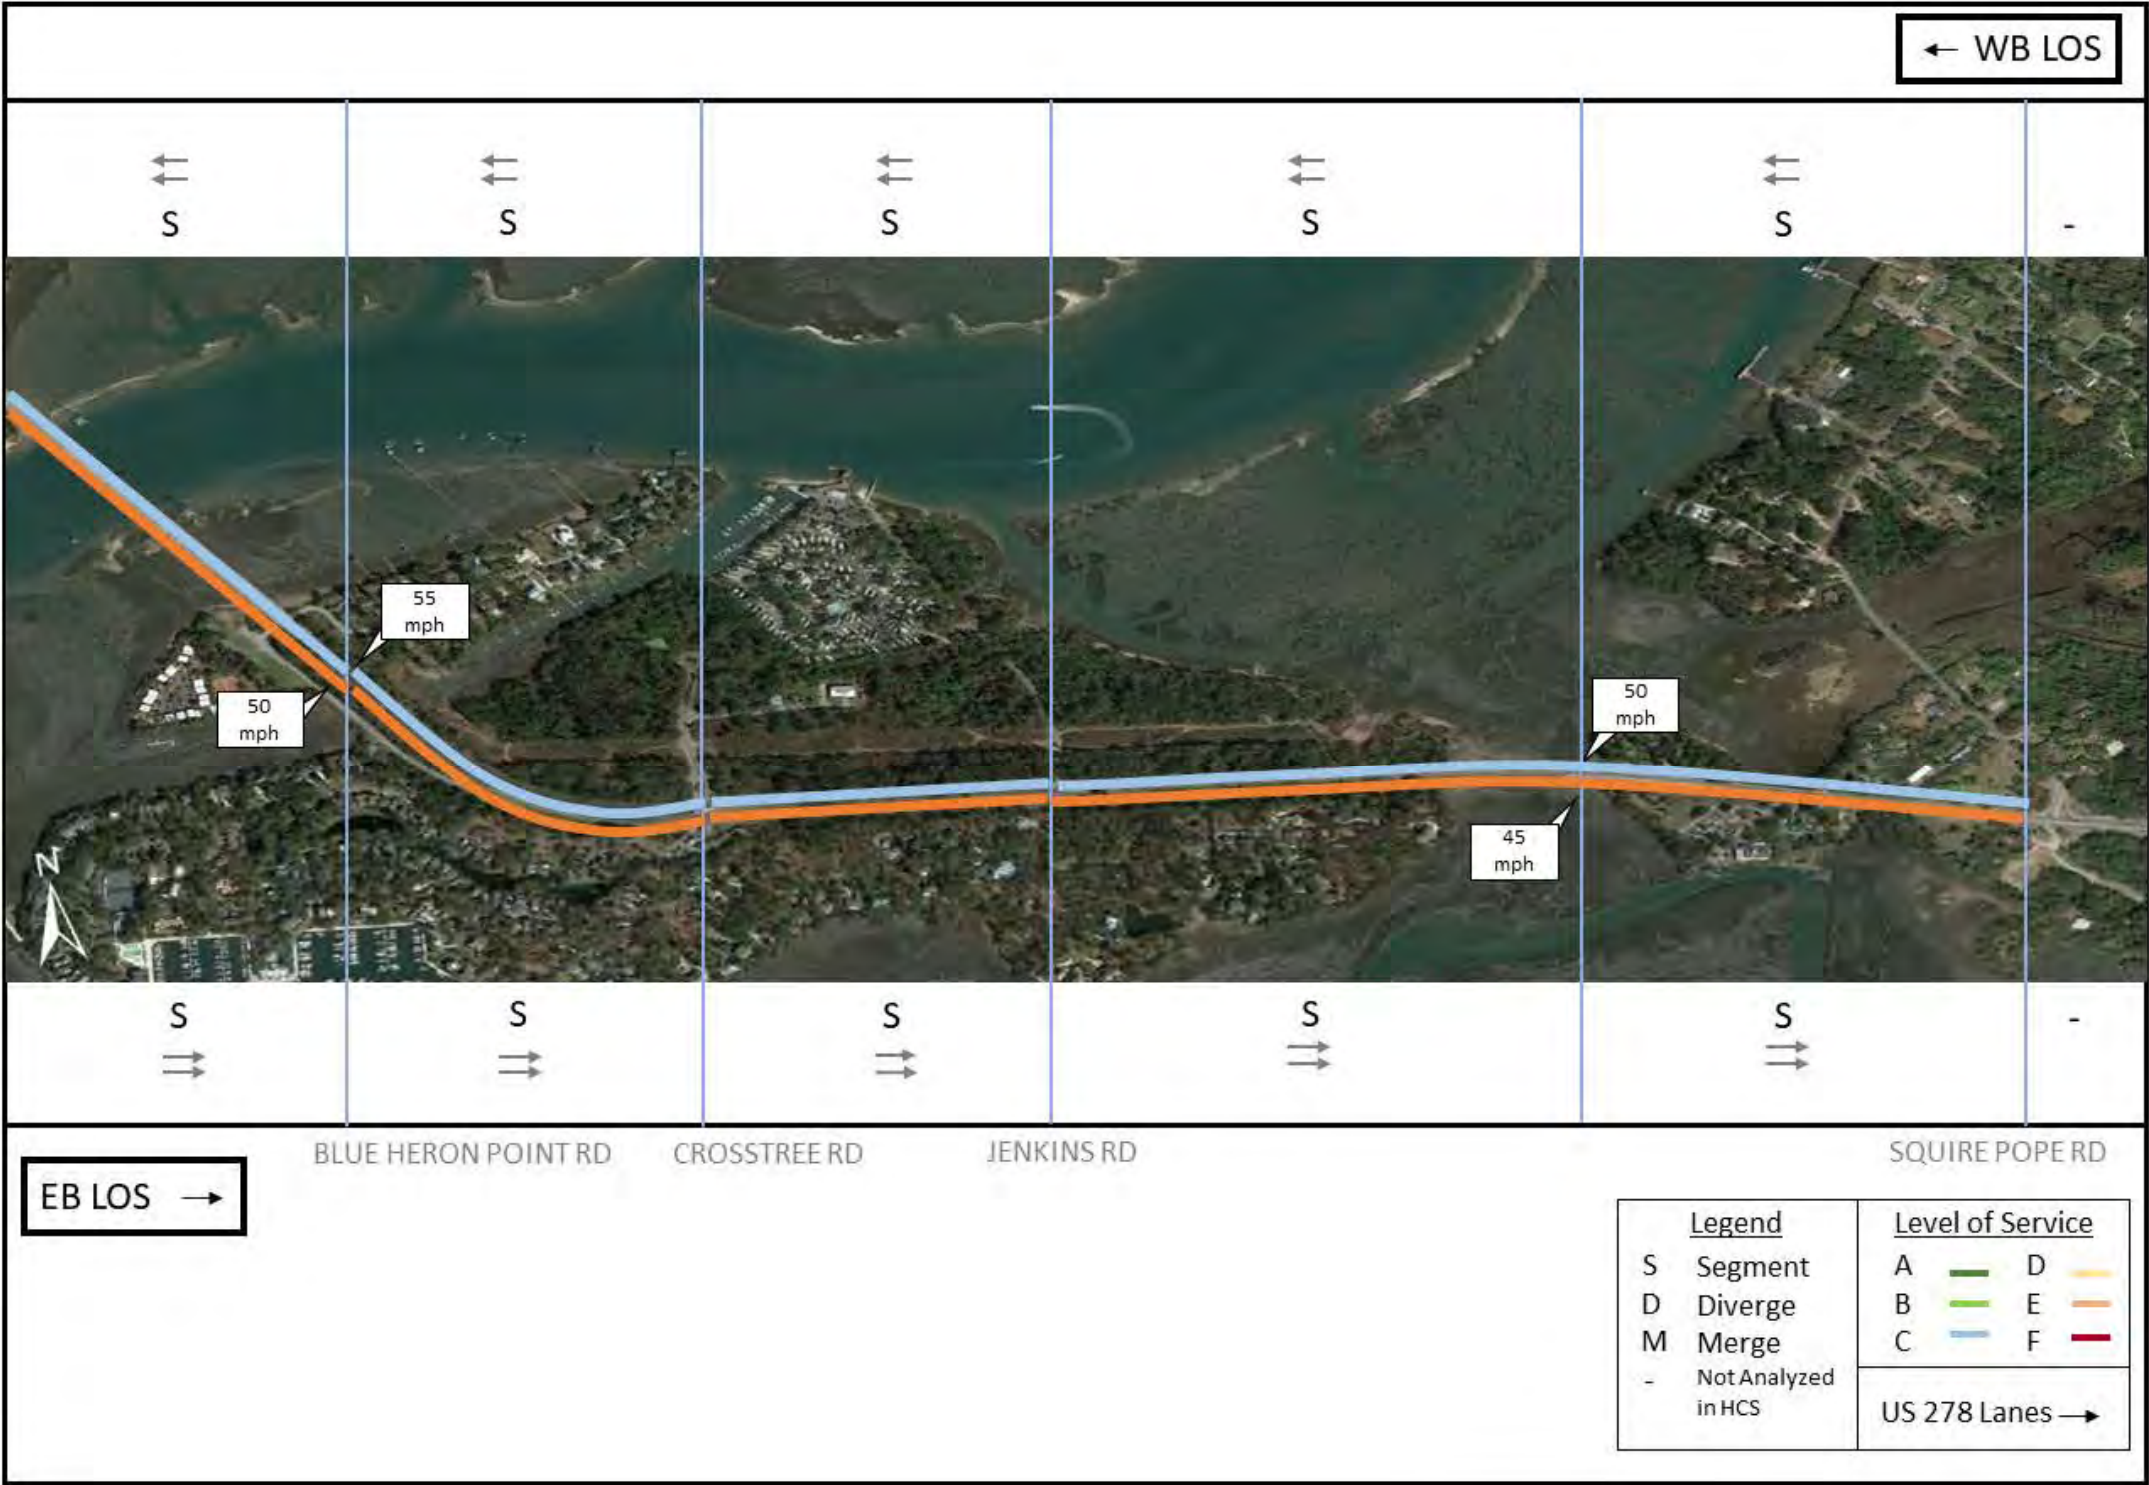 ← WB LOS
S S S S S -
55
mph
50
mph
50
mph
45
mph
N
S S S S S -
BLUE HERON POINT RD CROSSTREE RD JENKINS RD SQUIRE POPE RD
EB LOS →
Legend
S Segment
D Diverge
M Merge
- Not Analyzed
in HCS
Level of Service
A D
B E
C F
US 278 Lanes →